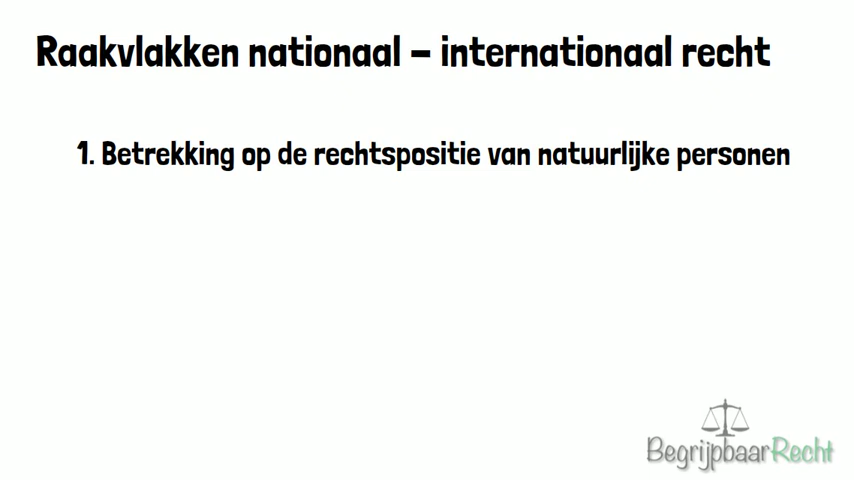 Raakvlakken nationaal – internationaal recht
1. Betrekking op de rechtspositie van natuurlijke personen
BegrijpbaarRecht